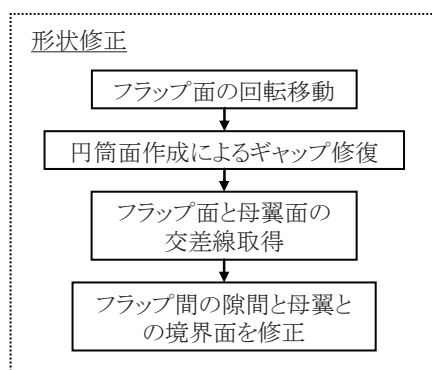 形状修正
フラップ面の回転移動
円筒面作成によるギャップ修復
フラップ面と母翼面の
交差線取得
フラップ間の隙間と母翼と
の境界面を修正